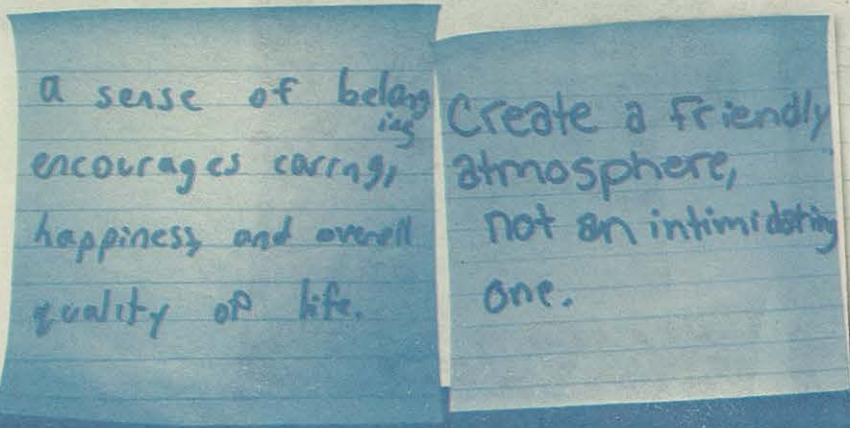 a sense of belong
ing
encourages caring,
happiness and overall
quality of life.
Create a friendly
atmosphere,
not an intimidating
one.